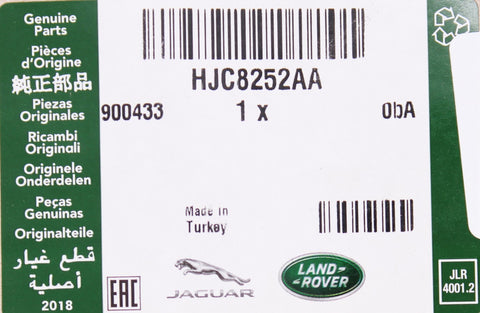 Genuine
Parts
Pièces
d'Origine
純正部品
Piezas
Originales
Ricambi
Originali
Originele
Onderdelen
Peças
Genuinas
Originalteile
قطع غيار
أصلية
2018
HJC8252AA
900433 1 x 0bA
Made in
Turkey
EAC
JAGUAR
LAND-
-ROVER
JLR
4001.2